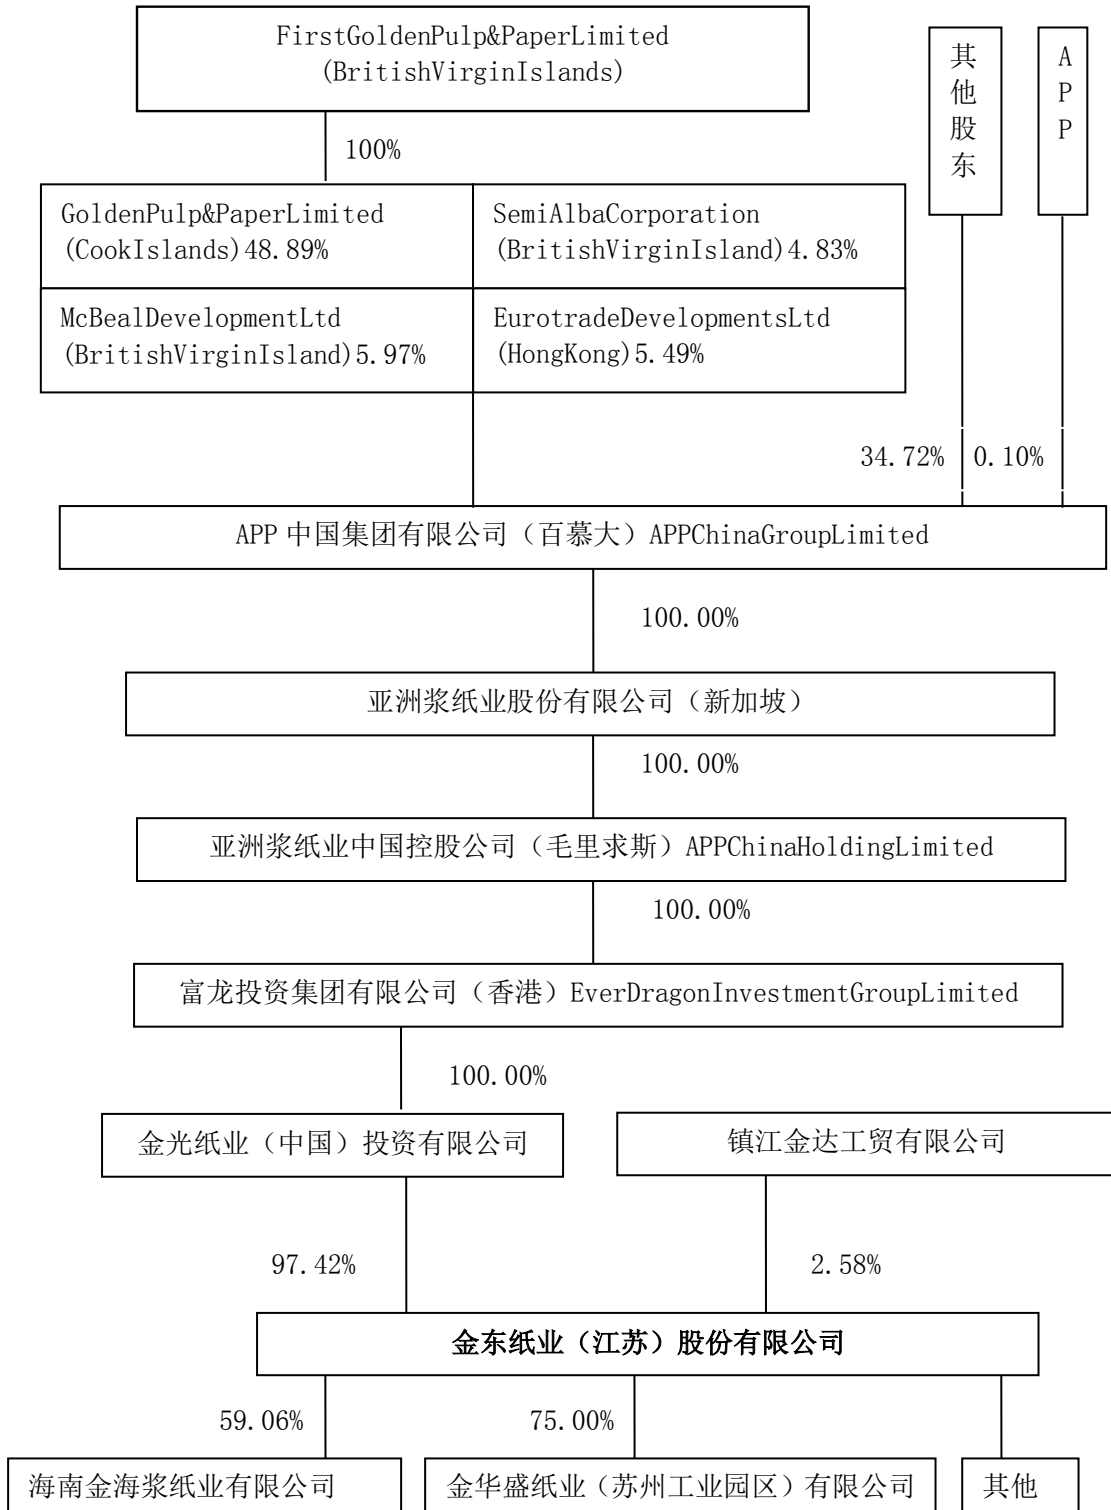 FirstGoldenPulp&PaperLimited
(BritishVirginIslands)
其
他
股
东
A
P
P
100%
GoldenPulp&PaperLimited
(CookIslands)48.89%
SemiAlbaCorporation
(BritishVirginIsland)4.83%
McBealDevelopmentLtd
(BritishVirginIsland)5.97%
EurotradeDevelopmentsLtd
(HongKong)5.49%
34.72%
0.10%
APP 中国集团有限公司（百慕大）APPChinaGroupLimited
100.00%
亚洲浆纸业股份有限公司（新加坡）
100.00%
亚洲浆纸业中国控股公司（毛里求斯）APPChinaHoldingLimited
100.00%
富龙投资集团有限公司（香港）EverDragonInvestmentGroupLimited
100.00%
金光纸业（中国）投资有限公司
镇江金达工贸有限公司
97.42%
2.58%
金东纸业（江苏）股份有限公司
59.06%
75.00%
海南金海浆纸业有限公司
金华盛纸业（苏州工业园区）有限公司
其他